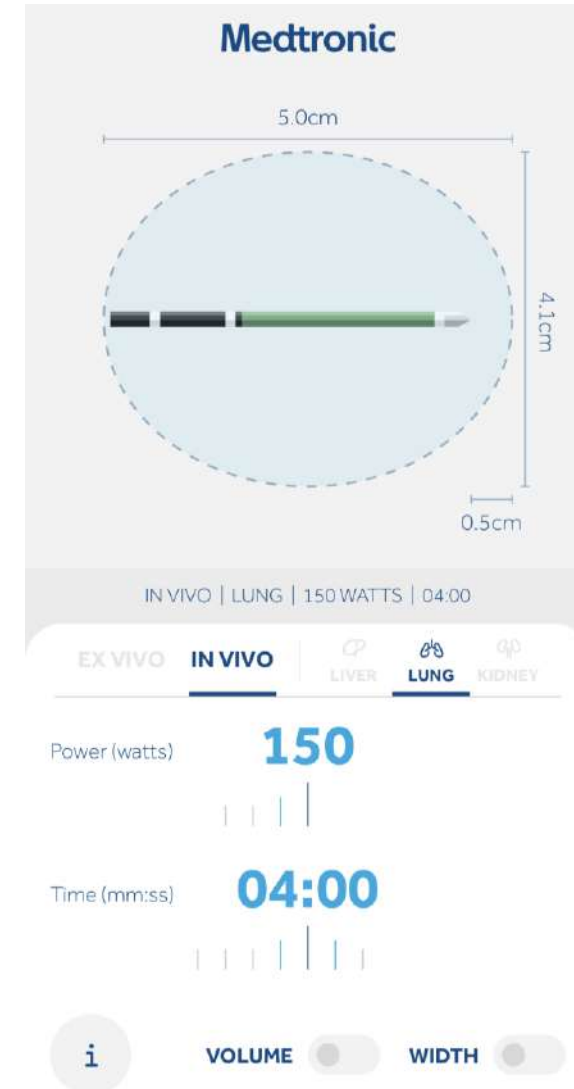 Medtronic
5.0cm
4.1cm
0.5cm
IN VIVO | LUNG | 150 WATTS | 04:00
EX VIVO IN VIVO LIVER LUNG KIDNEY
Power (watts) 150
Time (mm:ss) 04:00
i VOLUME WIDTH